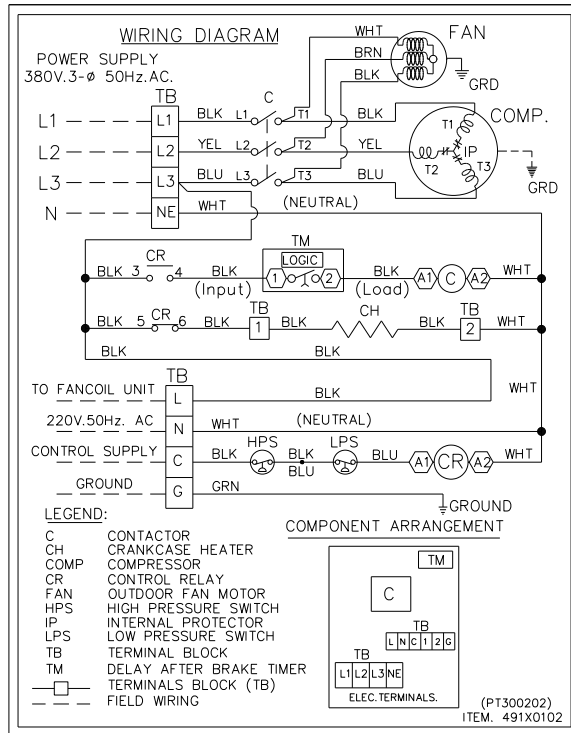 WIRING DIAGRAM
POWER SUPPLY
380V.3-ø 50Hz.AC.
WHT
FAN
BRN
BLK
GRD
TB
C
L1 L1 BLK L1 T1 BLK COMP.
L2 L2 YEL L2 T2 YEL
L3 L3 BLU L3 T3 BLU
T1
IP
T2 T3
GRD
N NE WHT (NEUTRAL)
TM
CR LOGIC
BLK 3 4 BLK 1 2 BLK A1 C A2 WHT
(Input) (Load)
CR TB CH TB
BLK 5 6 BLK 1 BLK BLK 2 WHT
BLK BLK
TB
TO FANCOIL UNIT L BLK WHT
220V.50Hz. AC N WHT (NEUTRAL)
HPS LPS
CONTROL SUPPLY C BLK BLK BLU A1 CR A2 WHT
BLU
GROUND G GRN
GROUND
LEGEND:
C CONTACTOR
CH CRANKCASE HEATER
COMP COMPRESSOR
CR CONTROL RELAY
FAN OUTDOOR FAN MOTOR
HPS HIGH PRESSURE SWITCH
IP INTERNAL PROTECTOR
LPS LOW PRESSURE SWITCH
TB TERMINAL BLOCK
TM DELAY AFTER BRAKE TIMER
TERMINALS BLOCK (TB)
FIELD WIRING
COMPONENT ARRANGEMENT
TM
C
TB
L N C 1 2 G
TB
L1 L2 L3 NE
ELEC.TERMINALS.
(PT300202)
ITEM. 491X0102